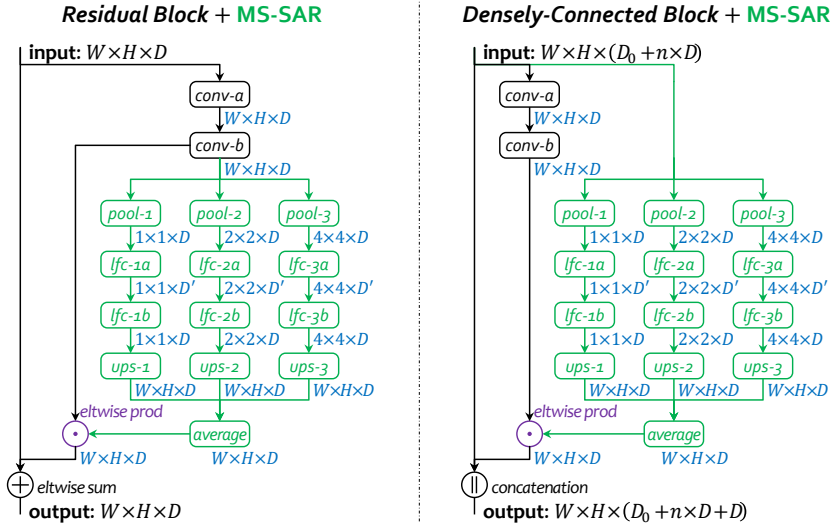 Residual Block + MS-SAR
input: W×H×D
conv-a
W×H×D
conv-b
W×H×D
pool-1 pool-2 pool-3
1×1×D 2×2×D 4×4×D
lfc-1a lfc-2a lfc-3a
1×1×D′ 2×2×D′ 4×4×D′
lfc-1b lfc-2b lfc-3b
1×1×D 2×2×D 4×4×D
ups-1 ups-2 ups-3
W×H×D W×H×D W×H×D
eltwise prod
average
W×H×D W×H×D
eltwise sum
output: W×H×D
Densely-Connected Block + MS-SAR
input: W×H×(D₀+n×D)
conv-a
W×H×D
conv-b
W×H×D
pool-1 pool-2 pool-3
1×1×D 2×2×D 4×4×D
lfc-1a lfc-2a lfc-3a
1×1×D′ 2×2×D′ 4×4×D′
lfc-1b lfc-2b lfc-3b
1×1×D 2×2×D 4×4×D
ups-1 ups-2 ups-3
W×H×D W×H×D W×H×D
eltwise prod
average
W×H×D W×H×D
concatenation
output: W×H×(D₀+n×D+D)